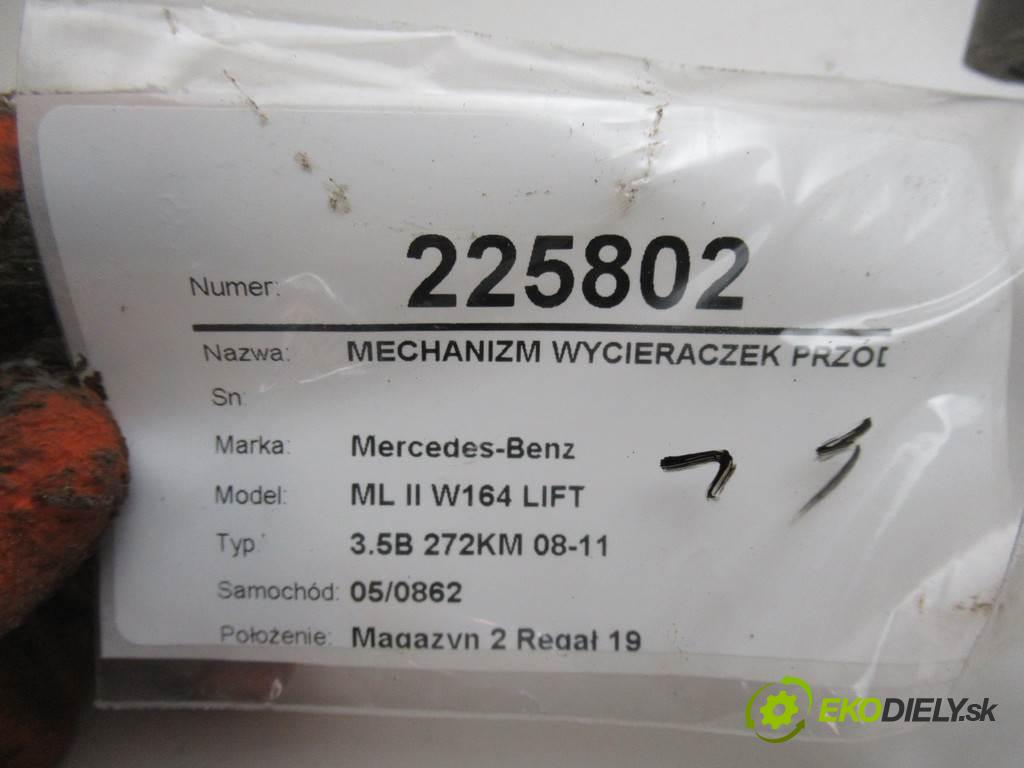 Numer: 225802
Nazwa: MECHANIZM WYCIERACZEK PRZÓD
Sn:
Marka: Mercedes-Benz
Model: ML II W164 LIFT
Typ: 3.5B 272KM 08-11
Samochód: 05/0862
Położenie: Magazyn 2 Regał 19
EKODIELY.sk